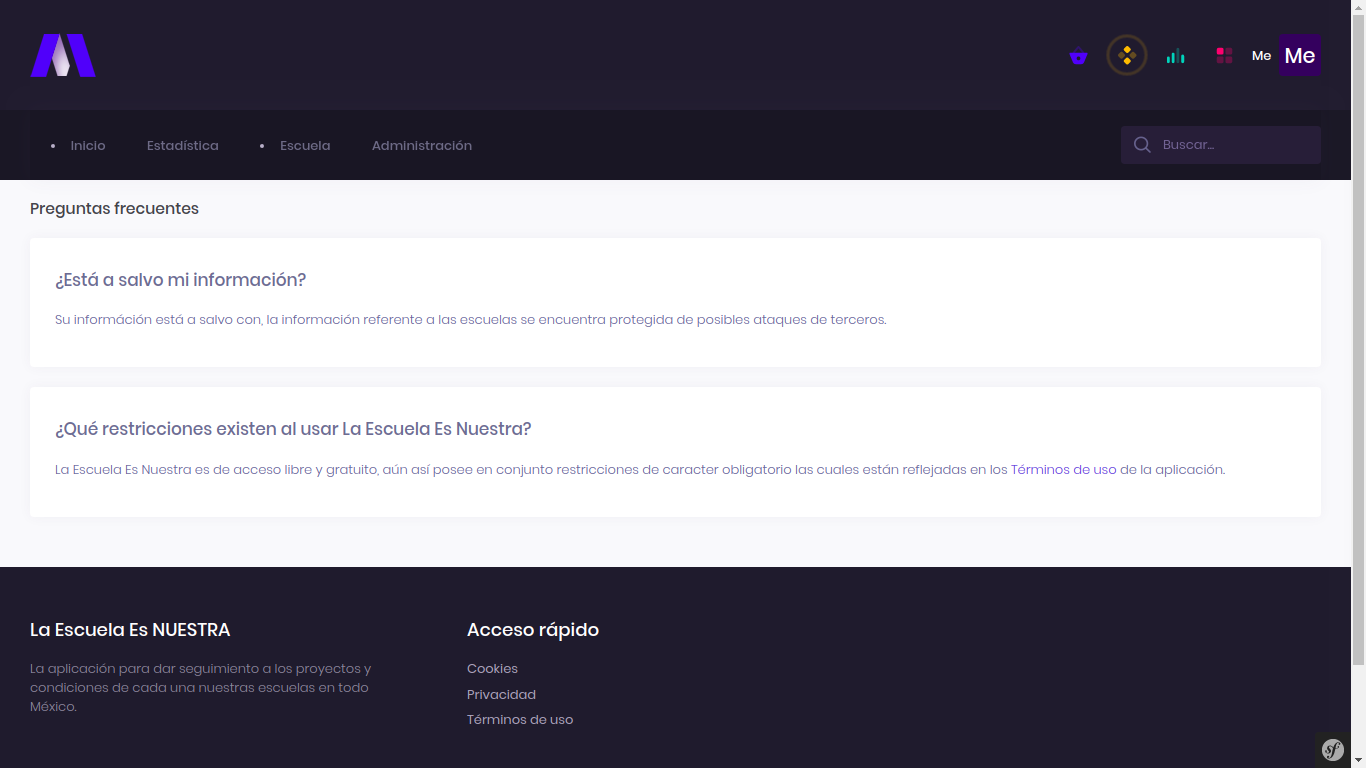 Me Me
Inicio Estadística Escuela Administración Buscar...
Preguntas frecuentes
¿Está a salvo mi información?
Su információn está a salvo con, la información referente a las escuelas se encuentra protegida de posibles ataques de terceros.
¿Qué restricciones existen al usar La Escuela Es Nuestra?
La Escuela Es Nuestra es de acceso libre y gratuito, aún así posee en conjunto restricciones de caracter obligatorio las cuales están reflejadas en los Términos de uso de la aplicación.
La Escuela Es NUESTRA
La aplicación para dar seguimiento a los proyectos y
condiciones de cada una nuestras escuelas en todo
México.
Acceso rápido
Cookies
Privacidad
Términos de uso
sf